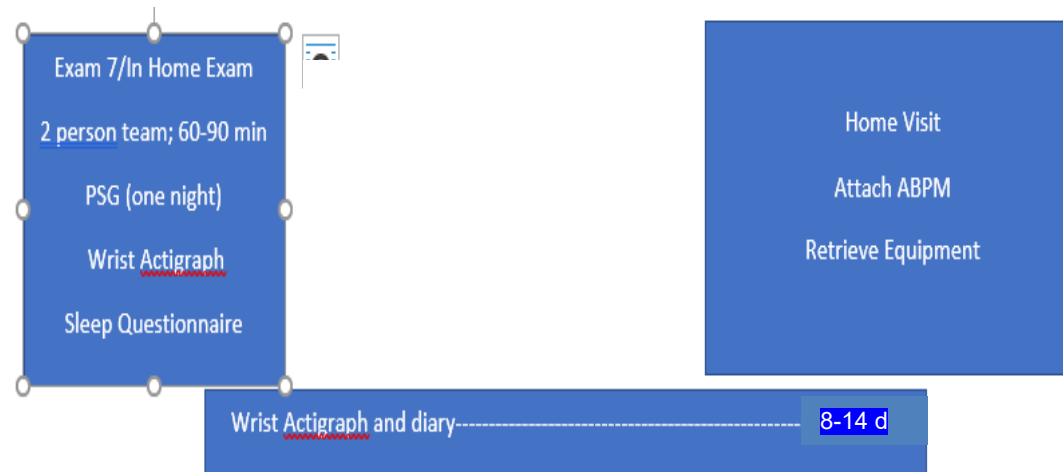 Exam 7/In Home Exam
2 person team; 60-90 min
PSG (one night)
Wrist Actigraph
Sleep Questionnaire
Home Visit
Attach ABPM
Retrieve Equipment
Wrist Actigraph and diary---------------------------------------------------- 8-14 d